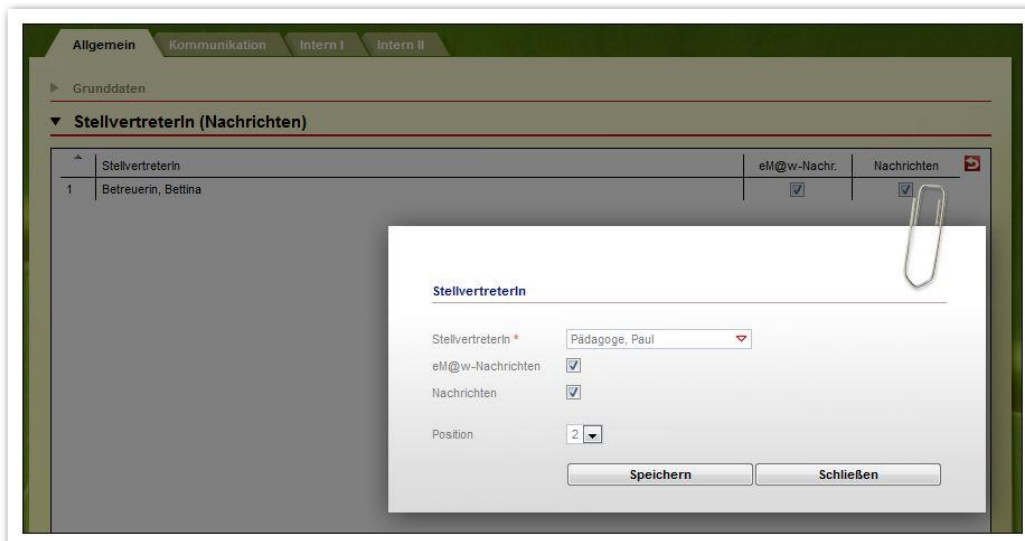 Allgemein Kommunikation Intern I Intern II
Grunddaten
StellvertreterIn (Nachrichten)
StellvertreterIn eM@w-Nachr. Nachrichten
1 Betreuerin, Bettina
StellvertreterIn
StellvertreterIn * Pädagoge, Paul
eM@w-Nachrichten
Nachrichten
Position 2
Speichern Schließen